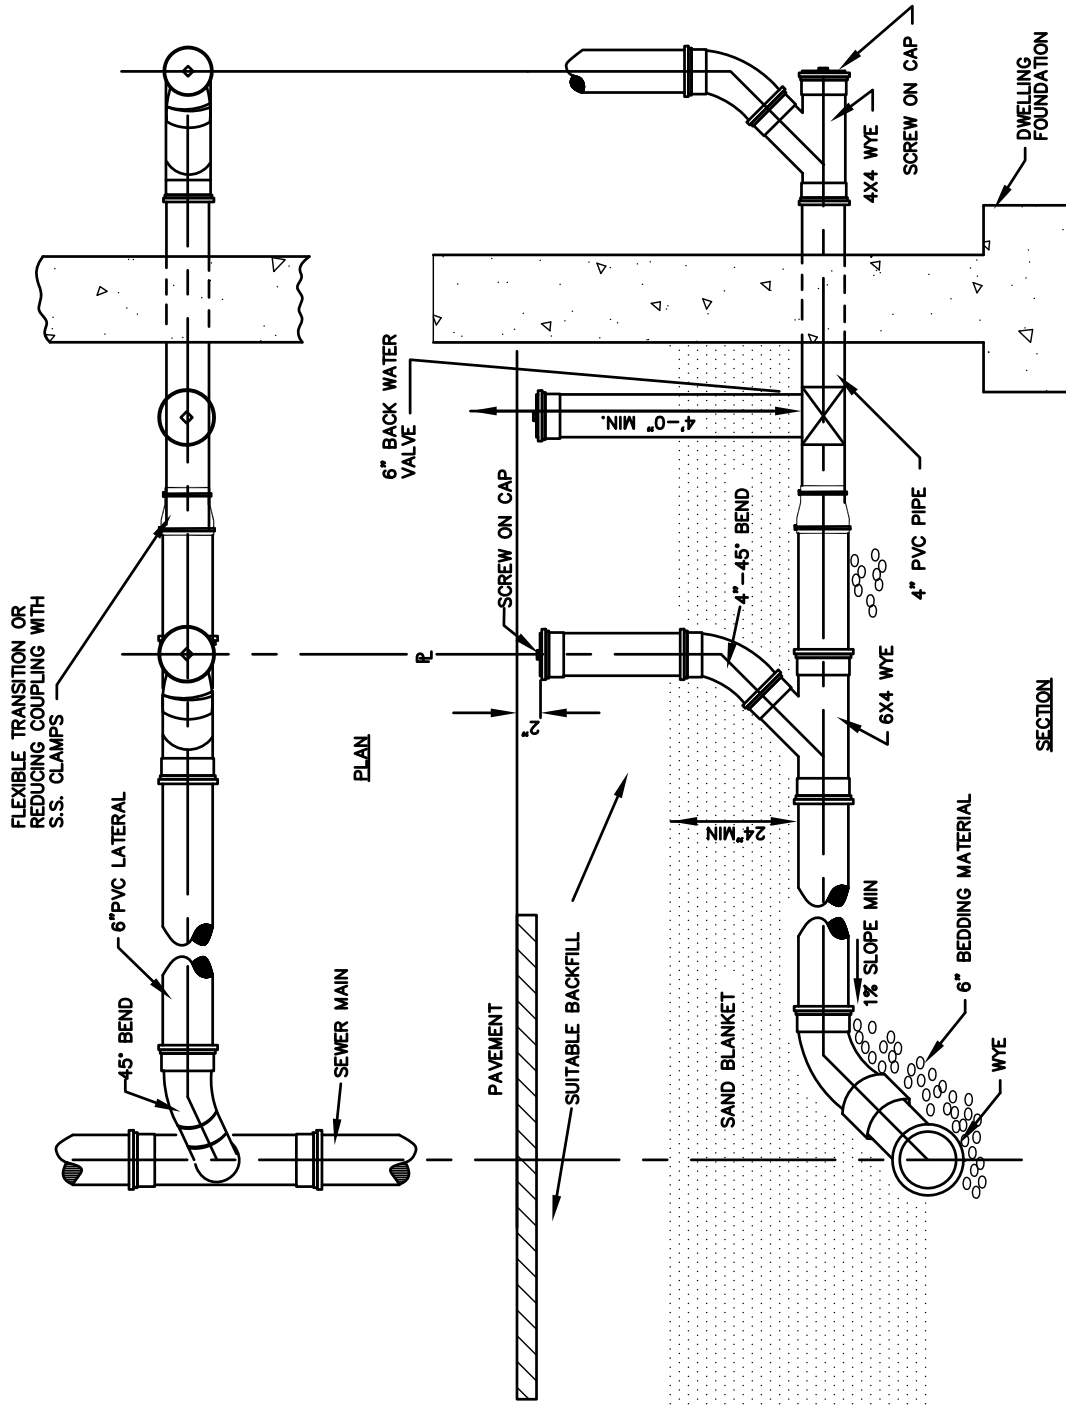 FLEXIBLE TRANSITION OR
REDUCING COUPLING WITH
S.S. CLAMPS
6"PVC LATERAL
45° BEND
SEWER MAIN
PLAN
PL
SCREW ON CAP
6" BACK WATER
VALVE
4'-0" MIN.
2"
PAVEMENT
SUITABLE BACKFILL
SAND BLANKET
24"MIN
4"-45° BEND
6X4 WYE
4" PVC PIPE
4X4 WYE
SCREW ON CAP
DWELLING
FOUNDATION
1% SLOPE MIN
6" BEDDING MATERIAL
WYE
SECTION